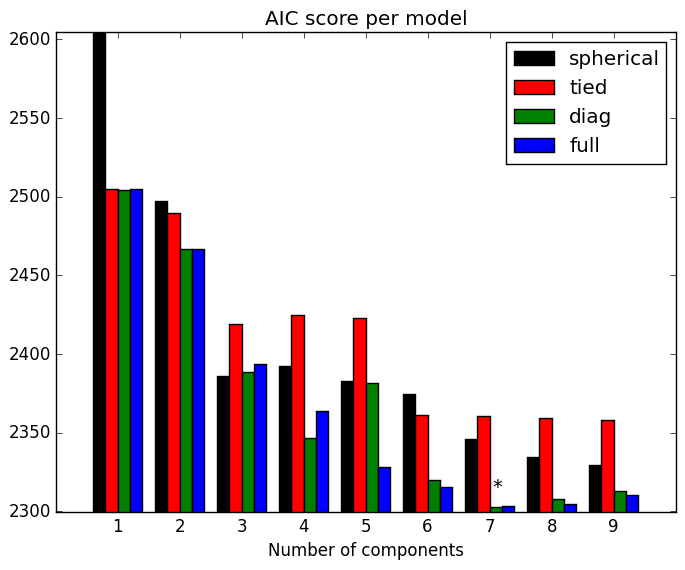 AIC score per model
2600
2550
2500
2450
2400
2350
2300
spherical
tied
diag
full
*
1 2 3 4 5 6 7 8 9
Number of components